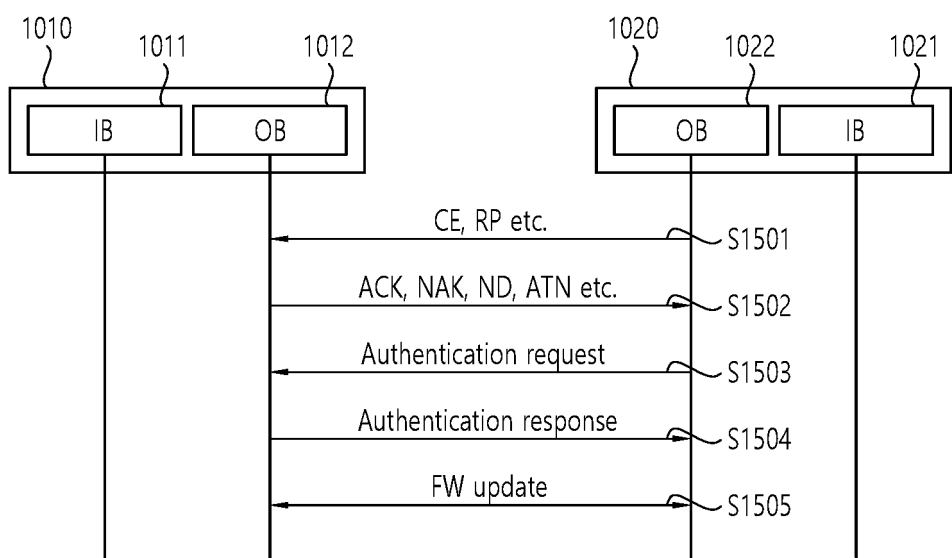 1010 1011 1012 1020 1022 1021
IB OB OB IB
CE, RP etc. S1501
ACK, NAK, ND, ATN etc. S1502
Authentication request S1503
Authentication response S1504
FW update S1505